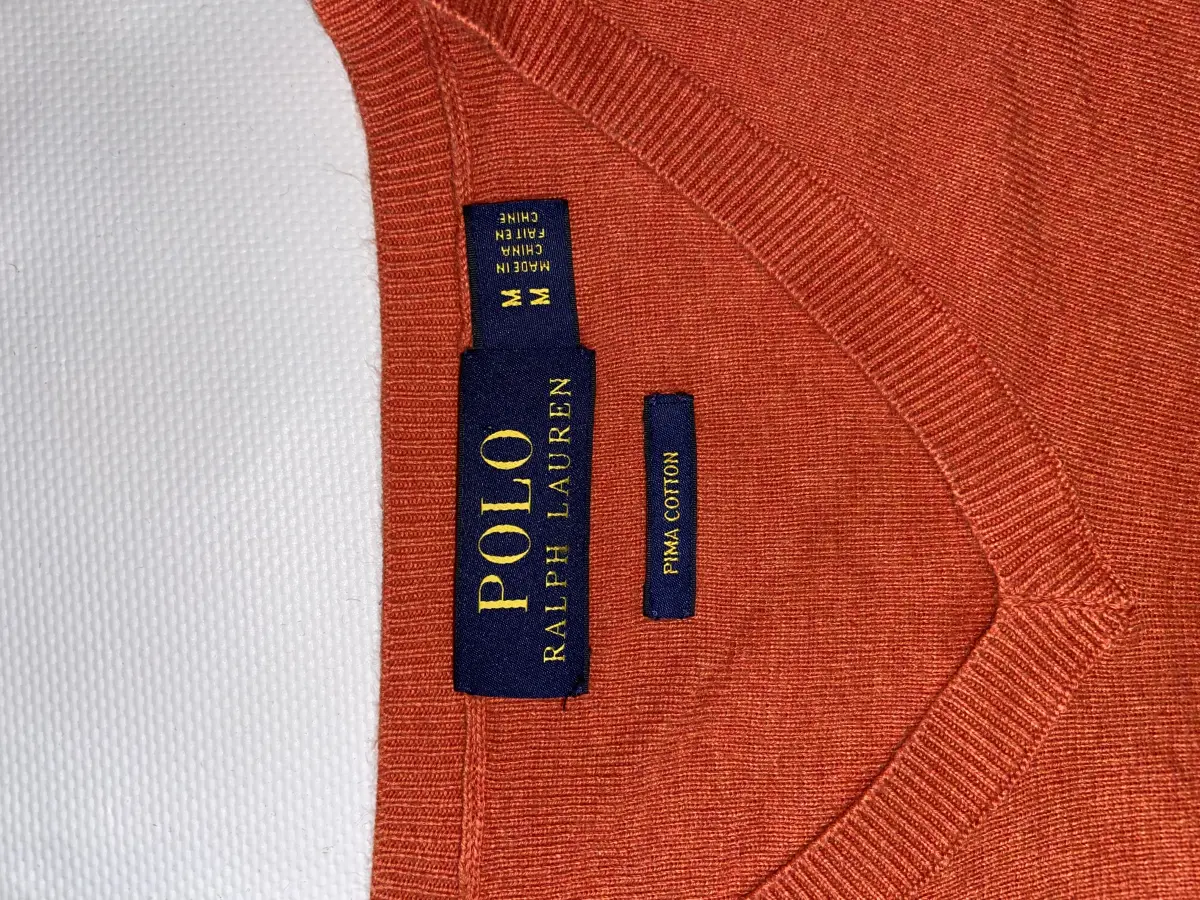 POLO
RALPH LAUREN
M
M
MADE IN
CHINA
FAIT EN
CHINE
PIMA COTTON